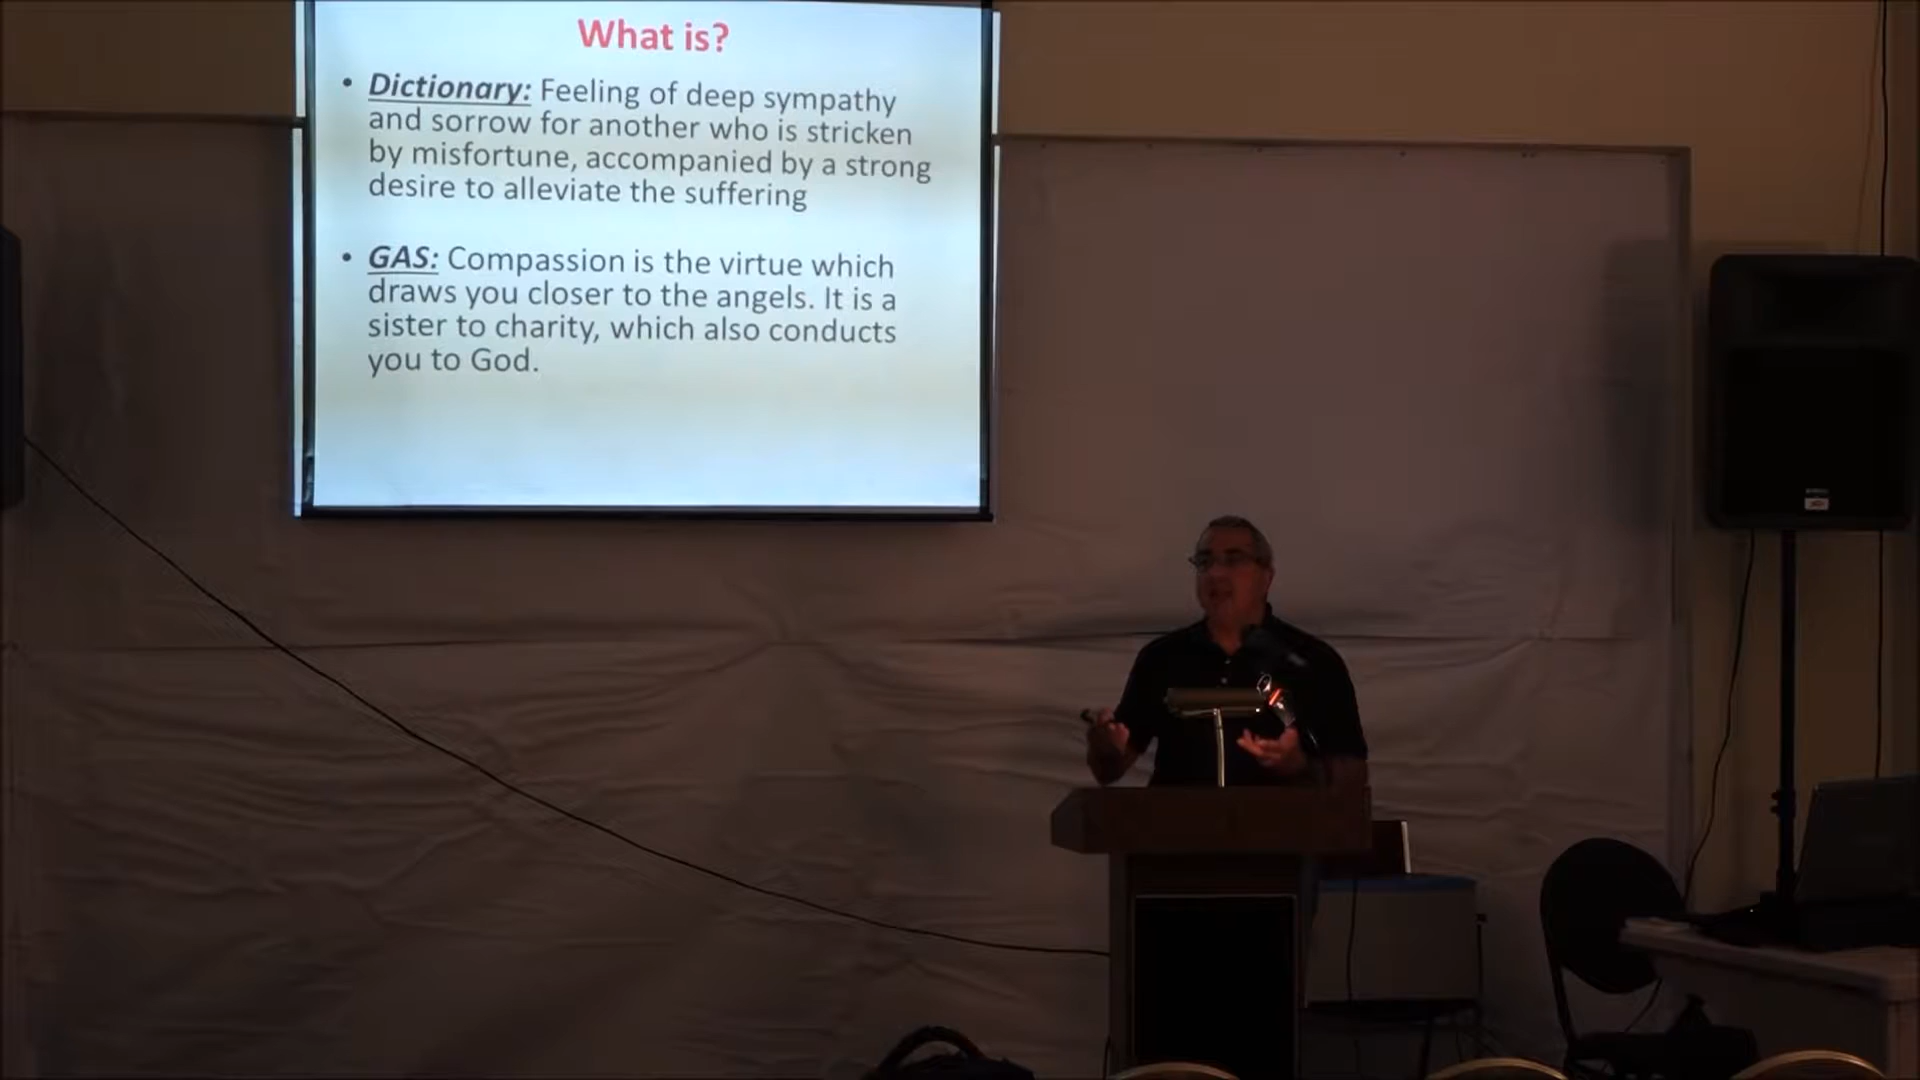 What is?
• Dictionary: Feeling of deep sympathy
and sorrow for another who is stricken
by misfortune, accompanied by a strong
desire to alleviate the suffering
• GAS: Compassion is the virtue which
draws you closer to the angels. It is a
sister to charity, which also conducts
you to God.